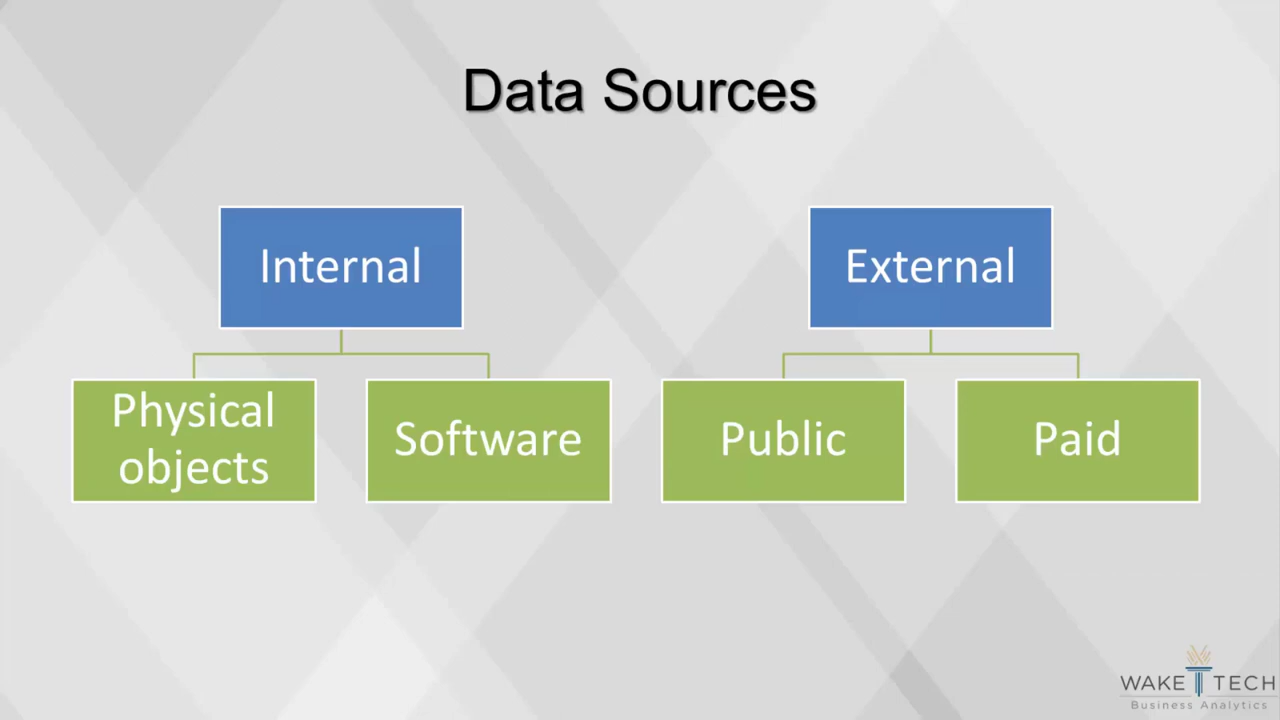 Data Sources
Internal
External
Physical
objects
Software
Public
Paid
WAKE TECH
Business Analytics